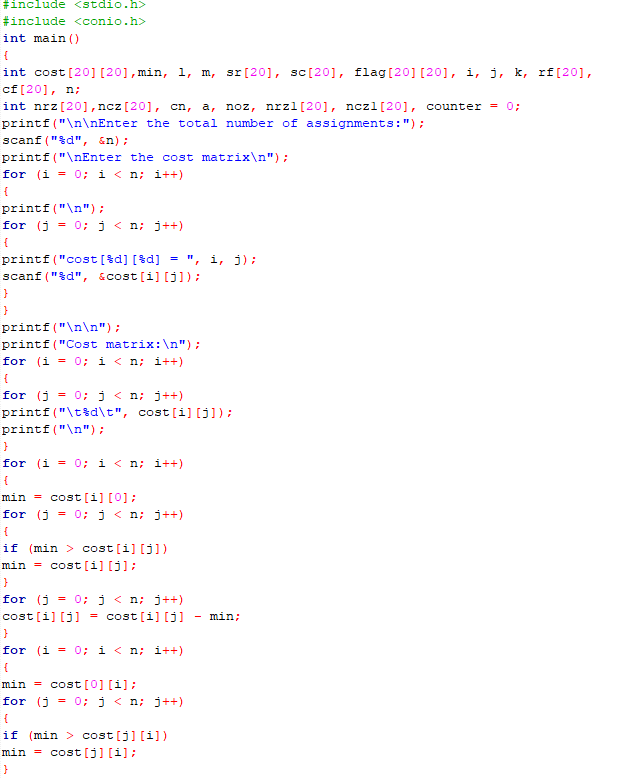 #include <stdio.h>
#include <conio.h>
int main()
{
int cost[20][20],min, l, m, sr[20], sc[20], flag[20][20], i, j, k, rf[20],
cf[20], n;
int nrz[20],ncz[20], cn, a, noz, nrz1[20], ncz1[20], counter = 0;
printf("\n\nEnter the total number of assignments:");
scanf("%d", &n);
printf("\nEnter the cost matrix\n");
for (i = 0; i < n; i++)
{
printf("\n");
for (j = 0; j < n; j++)
{
printf("cost[%d][%d] = ", i, j);
scanf("%d", &cost[i][j]);
}
}
printf("\n\n");
printf("Cost matrix:\n");
for (i = 0; i < n; i++)
{
for (j = 0; j < n; j++)
printf("\t%d\t", cost[i][j]);
printf("\n");
}
for (i = 0; i < n; i++)
{
min = cost[i][0];
for (j = 0; j < n; j++)
{
if (min > cost[i][j])
min = cost[i][j];
}
for (j = 0; j < n; j++)
cost[i][j] = cost[i][j] - min;
}
for (i = 0; i < n; i++)
{
min = cost[0][i];
for (j = 0; j < n; j++)
{
if (min > cost[j][i])
min = cost[j][i];
}